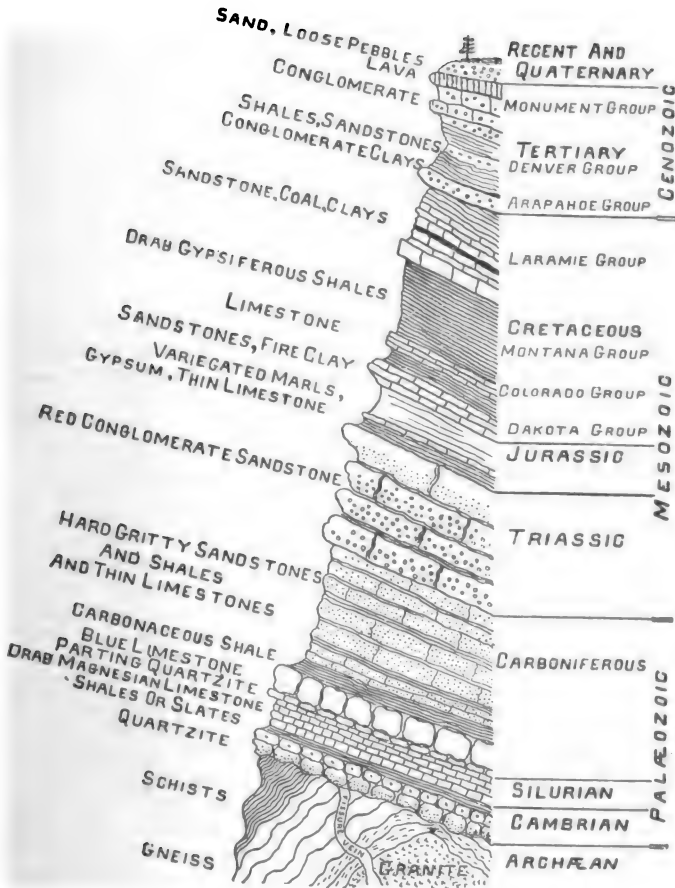 SAND, LOOSE PEBBLES
LAVA
CONGLOMERATE
SHALES, SANDSTONES
CONGLOMERATE CLAYS
SANDSTONE, COAL, CLAYS
DRAB GYPSIFEROUS SHALES
LIMESTONE
SANDSTONES, FIRE CLAY
VARIEGATED MARLS,
GYPSUM, THIN LIMESTONE
RED CONGLOMERATE SANDSTONE
HARD GRITTY SANDSTONES
AND SHALES
AND THIN LIMESTONES
CARBONACEOUS SHALE
BLUE LIMESTONE
PARTING QUARTZITE
DRAB MAGNESIAN LIMESTONE
SHALES OR SLATES
QUARTZITE
SCHISTS
GNEISS
FISSURE VEIN
GRANITE
RECENT AND
QUATERNARY
MONUMENT GROUP
TERTIARY
DENVER GROUP
ARAPAHOE GROUP
LARAMIE GROUP
CRETACEOUS
MONTANA GROUP
COLORADO GROUP
DAKOTA GROUP
JURASSIC
TRIASSIC
CARBONIFEROUS
SILURIAN
CAMBRIAN
ARCHÆAN
CENOZOIC
MESOZOIC
PALÆOZOIC